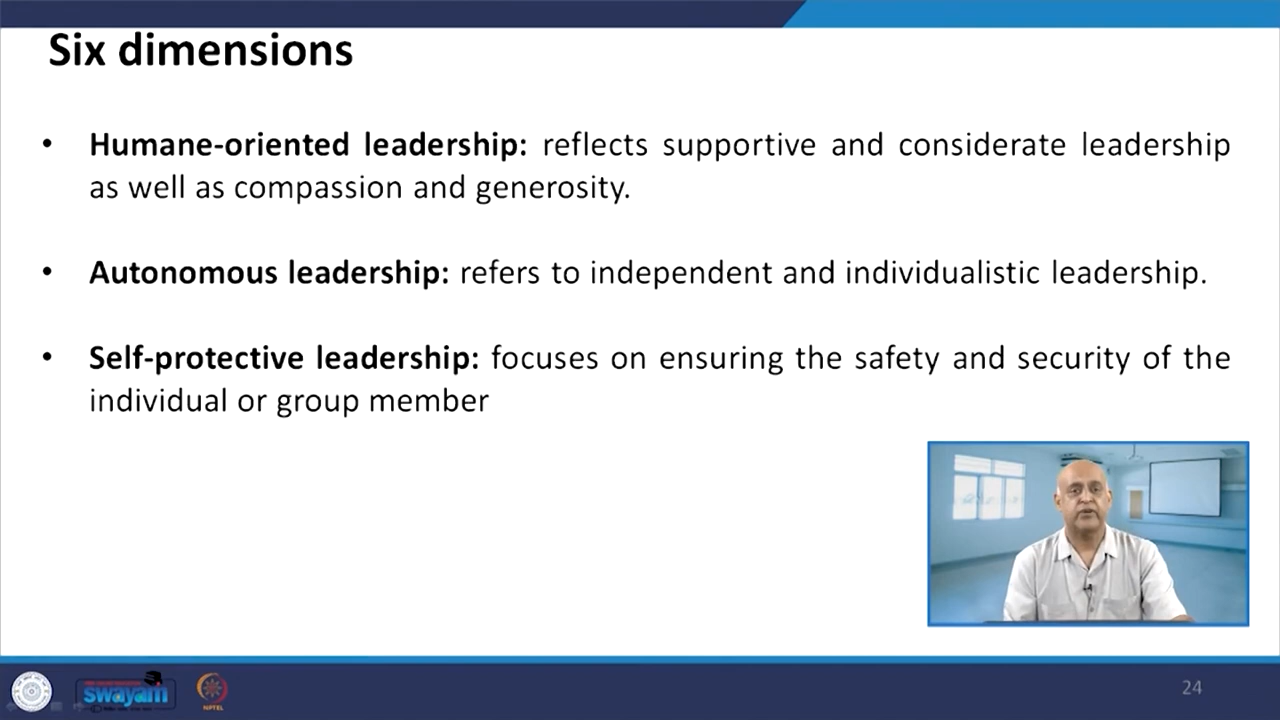 Six dimensions
• Humane-oriented leadership: reflects supportive and considerate leadership
as well as compassion and generosity.
• Autonomous leadership: refers to independent and individualistic leadership.
• Self-protective leadership: focuses on ensuring the safety and security of the
individual or group member
swayam
NPTEL
24